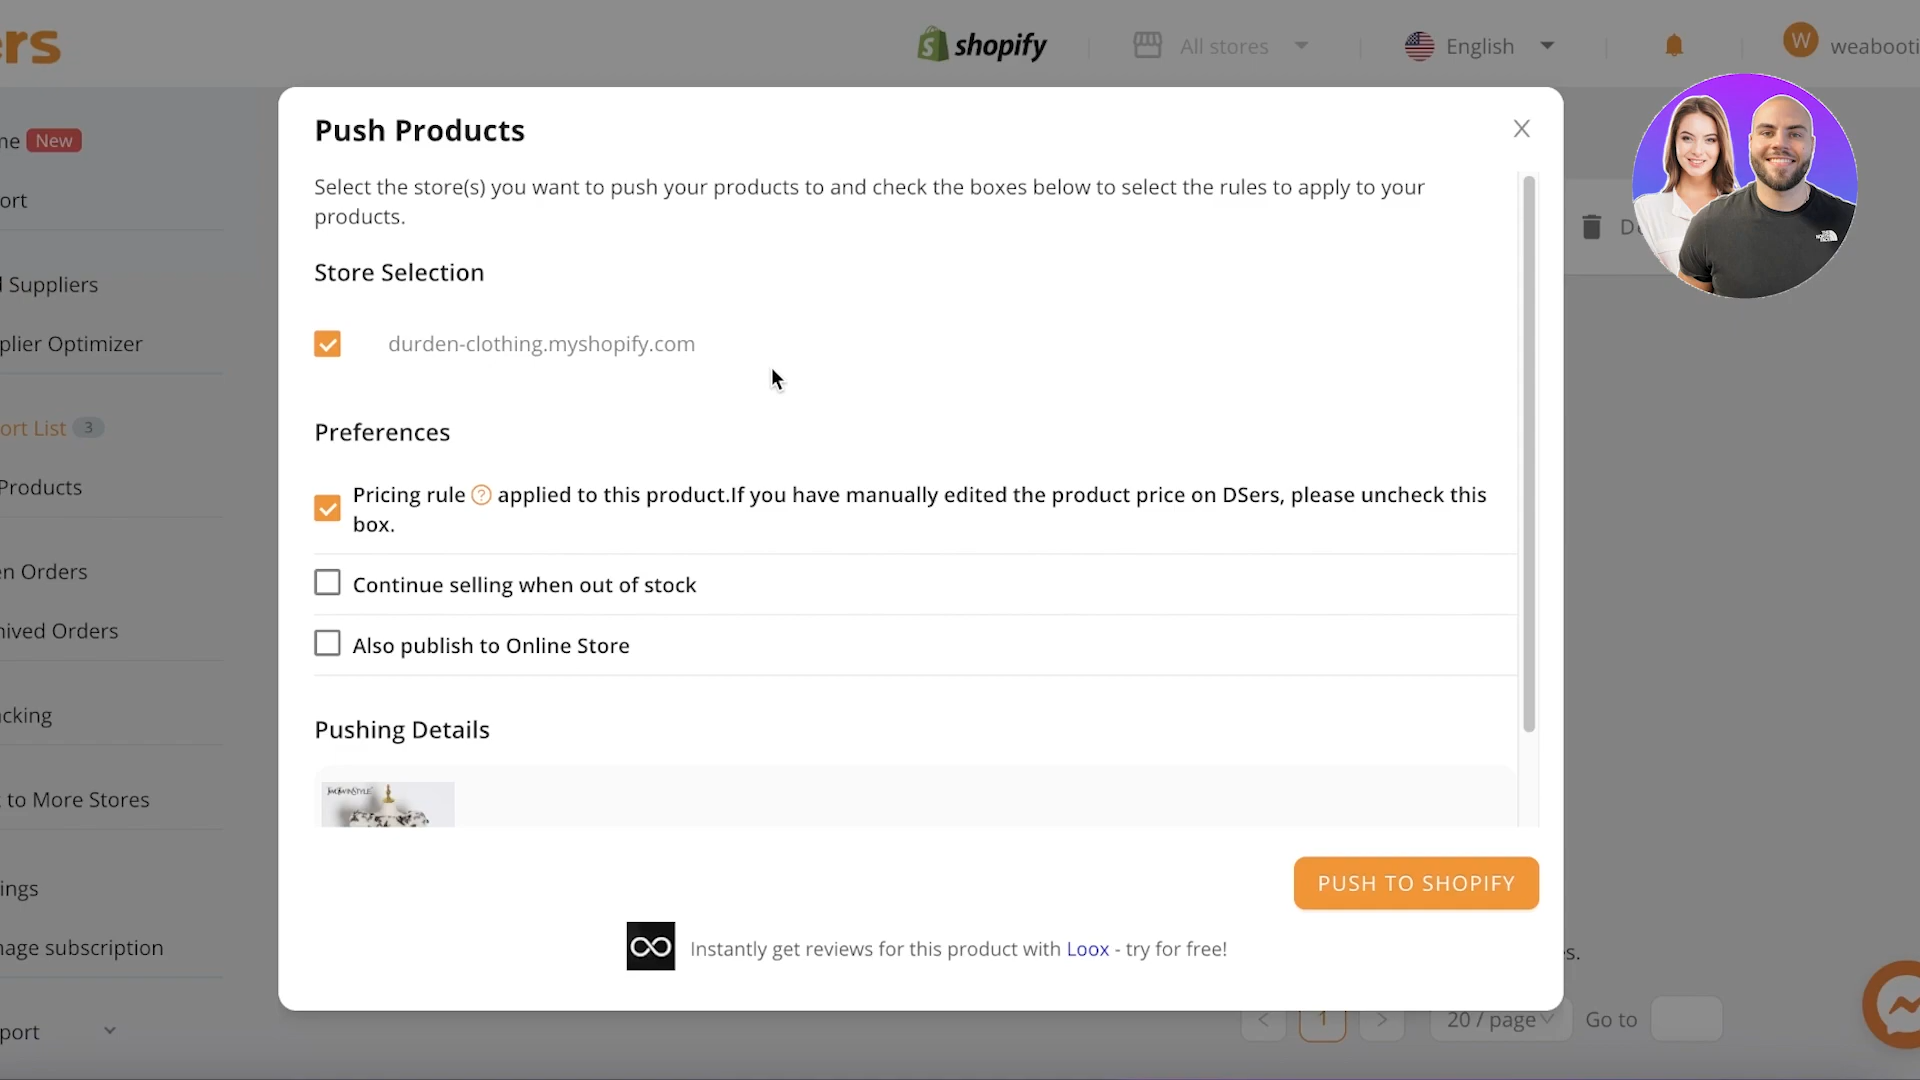 ers
shopify
All stores
English
W
weabooti
ne New
ort
l Suppliers
plier Optimizer
ort List 3
Products
en Orders
hived Orders
acking
to More Stores
ings
nage subscription
port
Push Products
Select the store(s) you want to push your products to and check the boxes below to select the rules to apply to your
products.
Store Selection
durden-clothing.myshopify.com
Preferences
Pricing rule ? applied to this product.If you have manually edited the product price on DSers, please uncheck this
box.
Continue selling when out of stock
Also publish to Online Store
Pushing Details
PUSH TO SHOPIFY
Instantly get reviews for this product with Loox - try for free!
s.
< 1 > 20 / page Go to